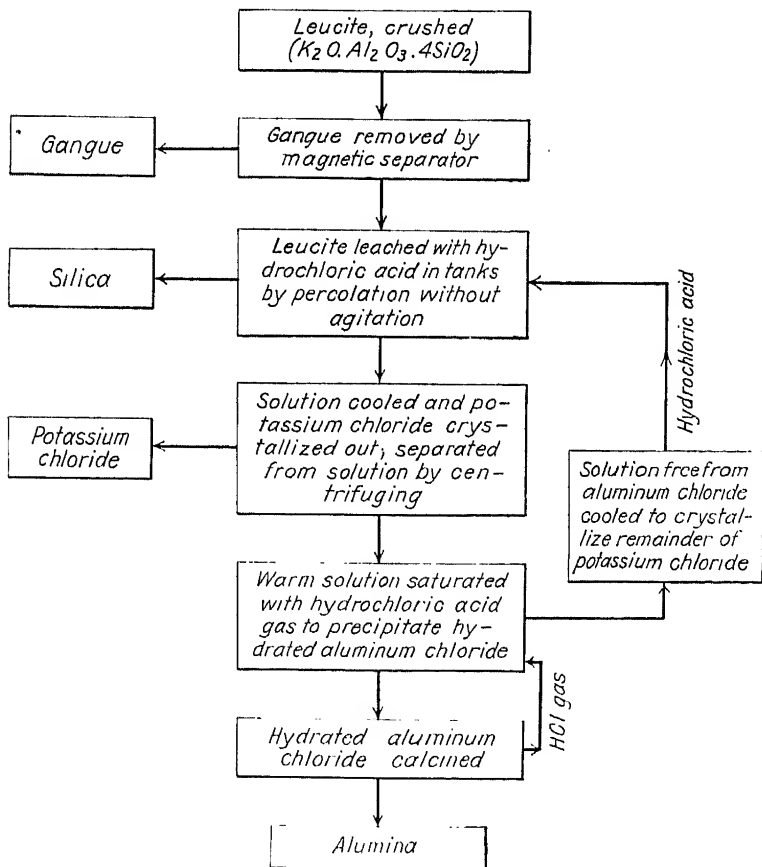 Leucite, crushed
(K₂O.Al₂O₃.4SiO₂)
Gangue
Gangue removed by
magnetic separator
Silica
Leucite leached with hy-
drochloric acid in tanks
by percolation without
agitation
Hydrochloric acid
Potassium
chloride
Solution cooled and po-
tassium chloride crys-
tallized out, separated
from solution by cen-
trifuging
Solution free from
aluminum chloride
cooled to crystal-
lize remainder of
potassium chloride
Warm solution saturated
with hydrochloric acid
gas to precipitate hy-
drated aluminum chloride
HCl gas
Hydrated aluminum
chloride calcined
Alumina